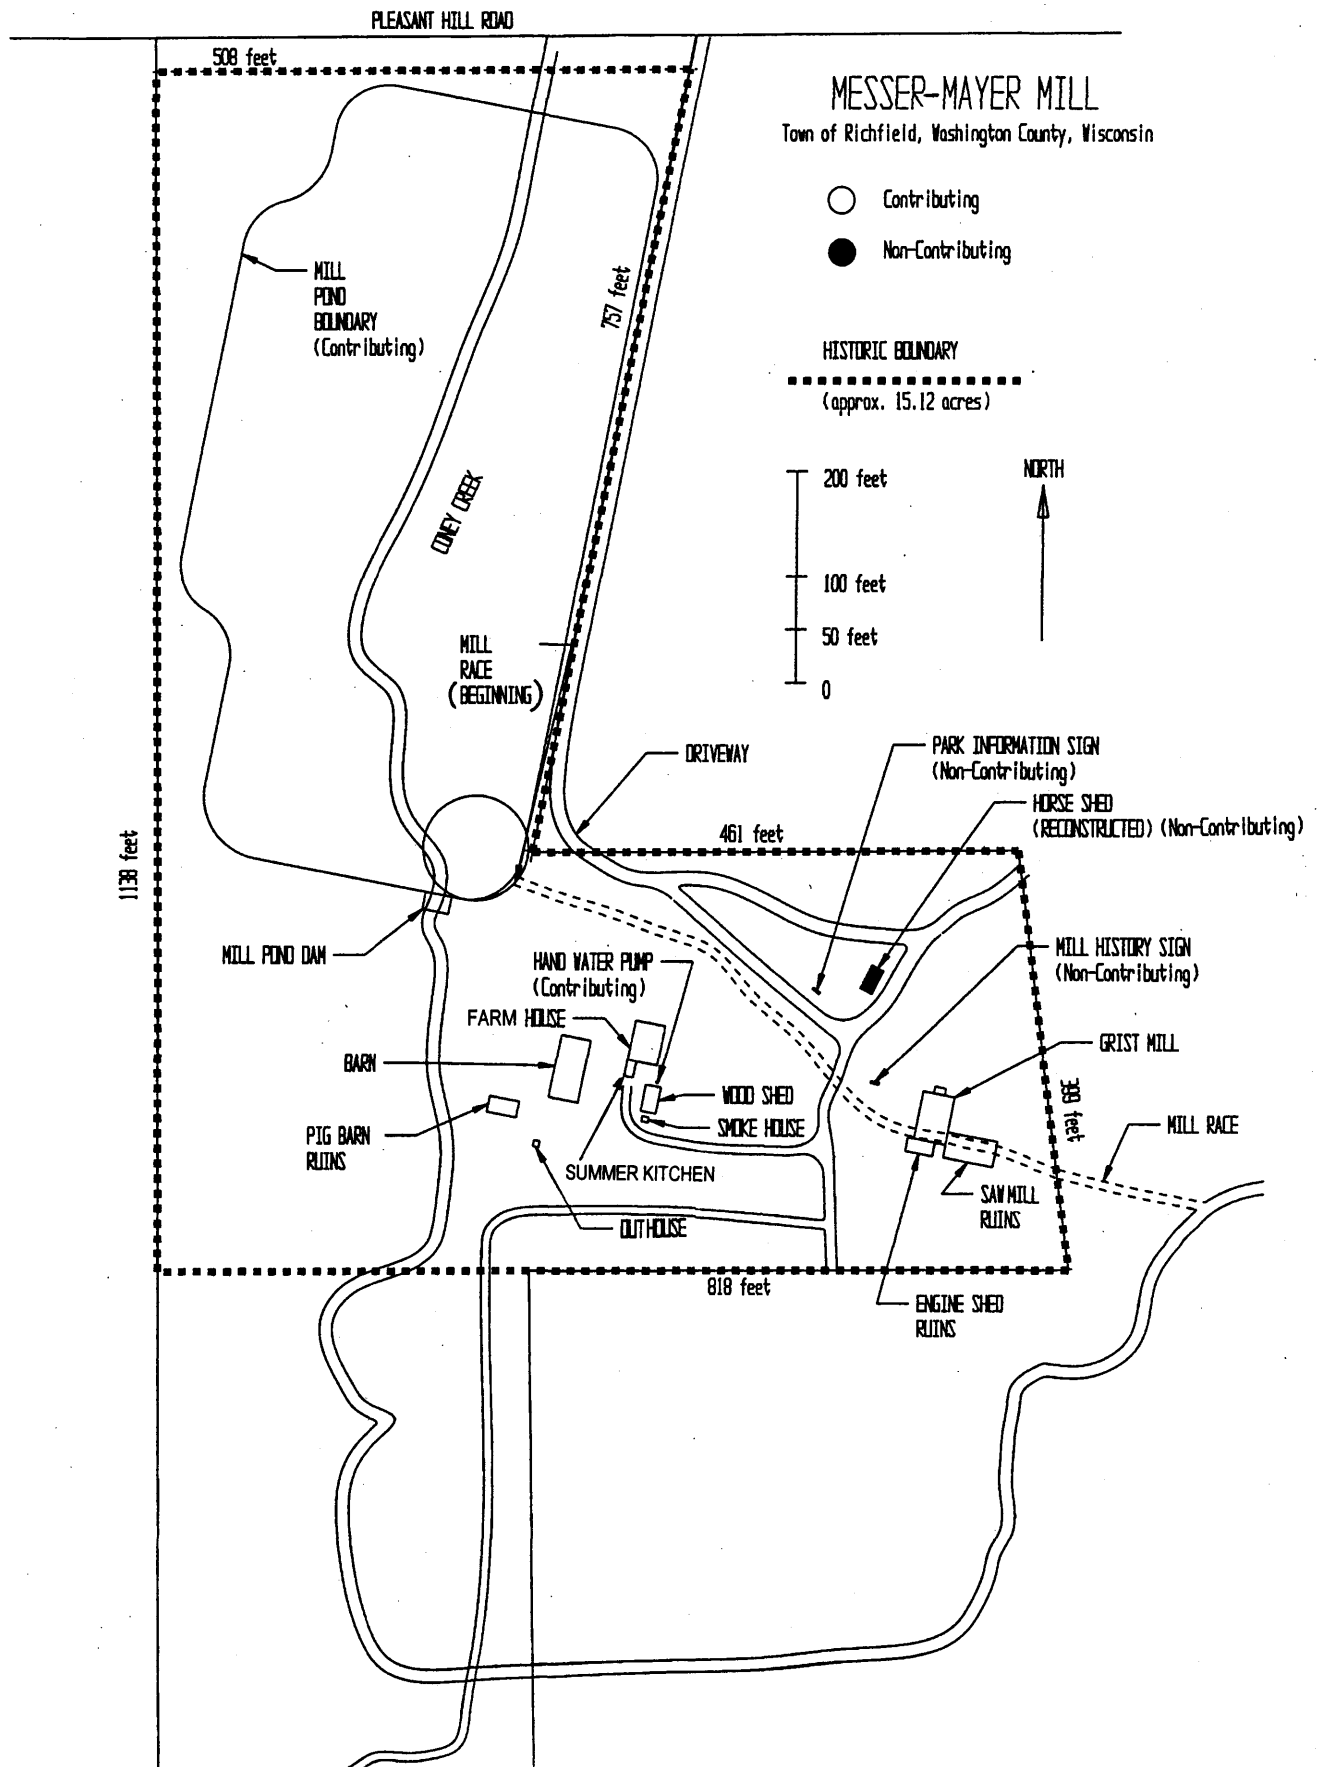 PLEASANT HILL ROAD
508 feet
MESSER-MAYER MILL
Town of Richfield, Washington County, Wisconsin
Contributing
Non-Contributing
MILL
POND
BOUNDARY
(Contributing)
757 feet
HISTORIC BOUNDARY
(approx. 15.12 acres)
200 feet
100 feet
50 feet
0
NORTH
CONEY CREEK
MILL
RACE
(BEGINNING)
DRIVEWAY
PARK INFORMATION SIGN
(Non-Contributing)
HORSE SHED
(RECONSTRUCTED) (Non-Contributing)
461 feet
1138 feet
MILL POND DAM
HAND WATER PUMP
(Contributing)
MILL HISTORY SIGN
(Non-Contributing)
FARM HOUSE
GRIST MILL
BARN
WOOD SHED
SMOKE HOUSE
399 feet
MILL RACE
PIG BARN
RUINS
SUMMER KITCHEN
SAWMILL
RUINS
OUTHOUSE
818 feet
ENGINE SHED
RUINS